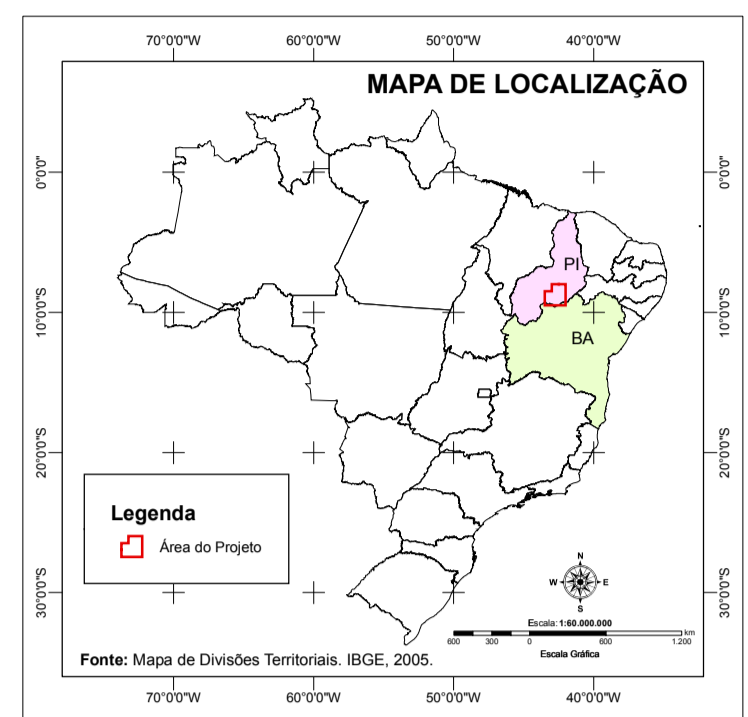 70°0'0"W 60°0'0"W 50°0'0"W 40°0'0"W
MAPA DE LOCALIZAÇÃO
0°0'0" 0°0'0"
PI
10°0'0"S 10°0'0"S
BA
20°0'0"S 20°0'0"S
Legenda
Área do Projeto
30°0'0"S 30°0'0"S
N
W E
S
Escala: 1:60.000.000
600 300 0 600 1.200 km
Escala Gráfica
Fonte: Mapa de Divisões Territoriais. IBGE, 2005.
70°0'0"W 60°0'0"W 50°0'0"W 40°0'0"W